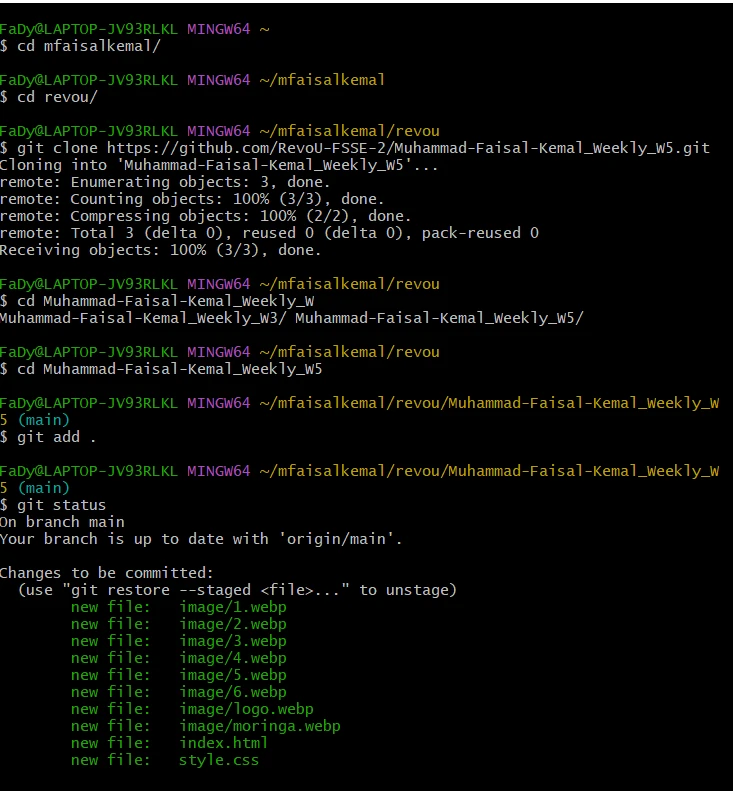 FaDy@LAPTOP-JV93RLKL MINGW64 ~
$ cd mfaisalkemal/
FaDy@LAPTOP-JV93RLKL MINGW64 ~/mfaisalkemal
$ cd revou/
FaDy@LAPTOP-JV93RLKL MINGW64 ~/mfaisalkemal/revou
$ git clone https://github.com/RevoU-FSSE-2/Muhammad-Faisal-Kemal_Weekly_W5.git
Cloning into 'Muhammad-Faisal-Kemal_Weekly_W5'...
remote: Enumerating objects: 3, done.
remote: Counting objects: 100% (3/3), done.
remote: Compressing objects: 100% (2/2), done.
remote: Total 3 (delta 0), reused 0 (delta 0), pack-reused 0
Receiving objects: 100% (3/3), done.
FaDy@LAPTOP-JV93RLKL MINGW64 ~/mfaisalkemal/revou
$ cd Muhammad-Faisal-Kemal_Weekly_W
Muhammad-Faisal-Kemal_Weekly_W3/ Muhammad-Faisal-Kemal_Weekly_W5/
FaDy@LAPTOP-JV93RLKL MINGW64 ~/mfaisalkemal/revou
$ cd Muhammad-Faisal-Kemal_Weekly_W5
FaDy@LAPTOP-JV93RLKL MINGW64 ~/mfaisalkemal/revou/Muhammad-Faisal-Kemal_Weekly_W
5 (main)
$ git add .
FaDy@LAPTOP-JV93RLKL MINGW64 ~/mfaisalkemal/revou/Muhammad-Faisal-Kemal_Weekly_W
5 (main)
$ git status
On branch main
Your branch is up to date with 'origin/main'.
Changes to be committed:
(use "git restore --staged <file>..." to unstage)
new file: image/1.webp
new file: image/2.webp
new file: image/3.webp
new file: image/4.webp
new file: image/5.webp
new file: image/6.webp
new file: image/logo.webp
new file: image/moringa.webp
new file: index.html
new file: style.css